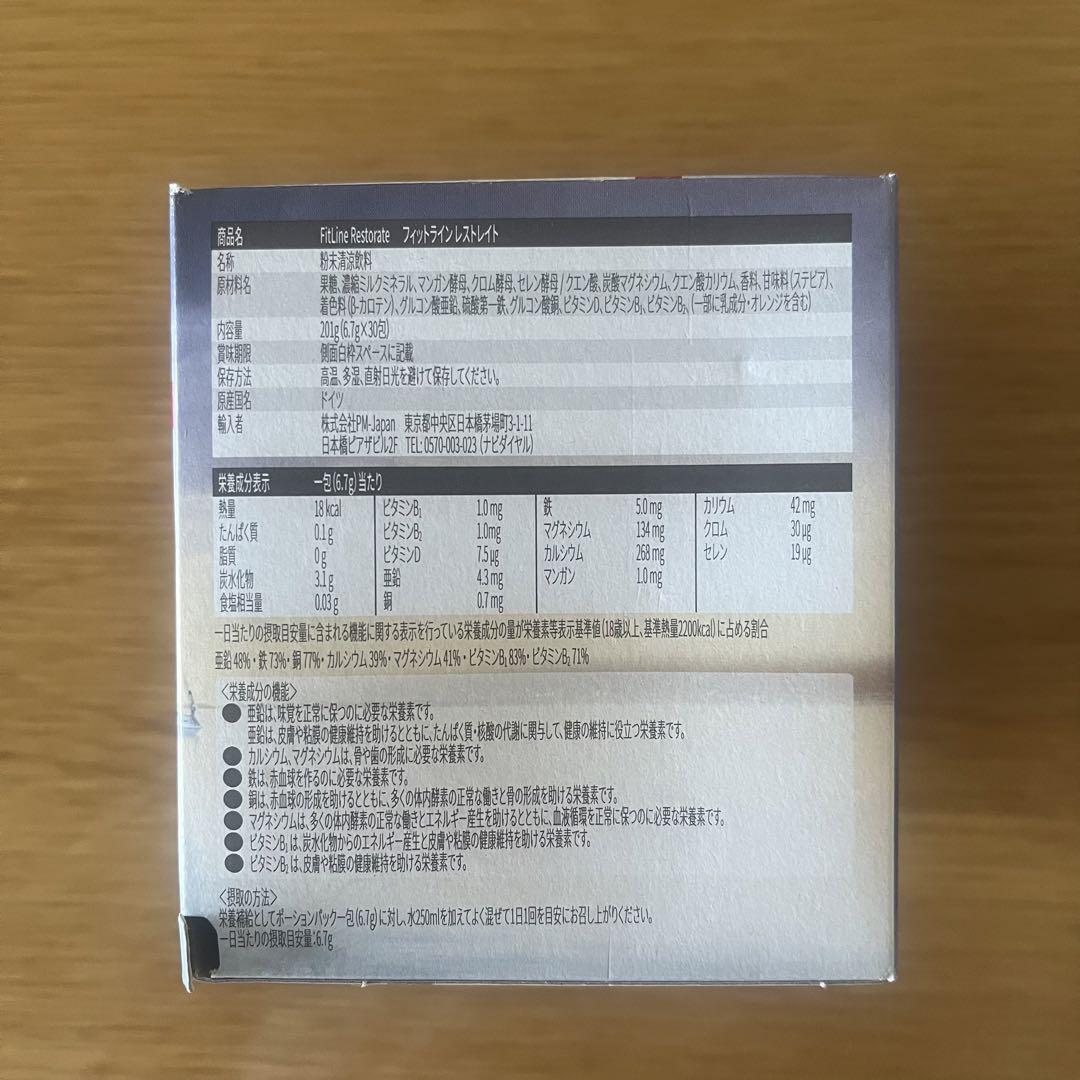 商品名 FitLine Restorate フィットライン レストレイト
名称 粉末清涼飲料
原材料名 果糖、濃縮ミルクミネラル、マンガン酵母、クロム酵母、セレン酵母 / クエン酸、炭酸マグネシウム、クエン酸カリウム、香料、甘味料(ステビア)、
着色料(β-カロテン)、グルコン酸亜鉛、硫酸第一鉄、グルコン酸銅、ビタミンD、ビタミンB₁、ビタミンB₂、(一部に乳成分・オレンジを含む)
内容量 201g(6.7g×30包)
賞味期限 側面白枠スペースに記載
保存方法 高温、多湿、直射日光を避けて保存してください。
原産国名 ドイツ
輸入者 株式会社PM-Japan 東京都中央区日本橋茅場町3-1-11
日本橋ピアザビル2F TEL: 0570-003-023 (ナビダイヤル)
栄養成分表示 一包(6.7g)当たり
熱量 18 kcal ビタミンB₁ 1.0 mg 鉄 5.0 mg カリウム 42 mg
たんぱく質 0.1 g ビタミンB₂ 1.0mg マグネシウム 134 mg クロム 30 μg
脂質 0 g ビタミンD 7.5 μg カルシウム 268 mg セレン 19 μg
炭水化物 3.1 g 亜鉛 4.3 mg マンガン 1.0 mg
食塩相当量 0.03 g 銅 0.7 mg
一日当たりの摂取目安量に含まれる機能に関する表示を行っている栄養成分の量が栄養素等表示基準値(18歳以上、基準熱量2200kcal)に占める割合
亜鉛 48%・鉄 73%・銅 77%・カルシウム 39%・マグネシウム 41%・ビタミンB₁ 83%・ビタミンB₂ 71%
〈栄養成分の機能〉
● 亜鉛は、味覚を正常に保つのに必要な栄養素です。
亜鉛は、皮膚や粘膜の健康維持を助けるとともに、たんぱく質・核酸の代謝に関与して、健康の維持に役立つ栄養素です。
● カルシウム、マグネシウムは、骨や歯の形成に必要な栄養素です。
● 鉄は、赤血球を作るのに必要な栄養素です。
● 銅は、赤血球の形成を助けるとともに、多くの体内酵素の正常な働きと骨の形成を助ける栄養素です。
● マグネシウムは、多くの体内酵素の正常な働きとエネルギー産生を助けるとともに、血液循環を正常に保つのに必要な栄養素です。
● ビタミンB₁ は、炭水化物からのエネルギー産生と皮膚や粘膜の健康維持を助ける栄養素です。
● ビタミンB₂ は、皮膚や粘膜の健康維持を助ける栄養素です。
〈摂取の方法〉
栄養補給としてポーションパック一包(6.7g)に対し、水250mlを加えてよく混ぜて1日1回を目安にお召し上がりください。
一日当たりの摂取目安量:6.7g